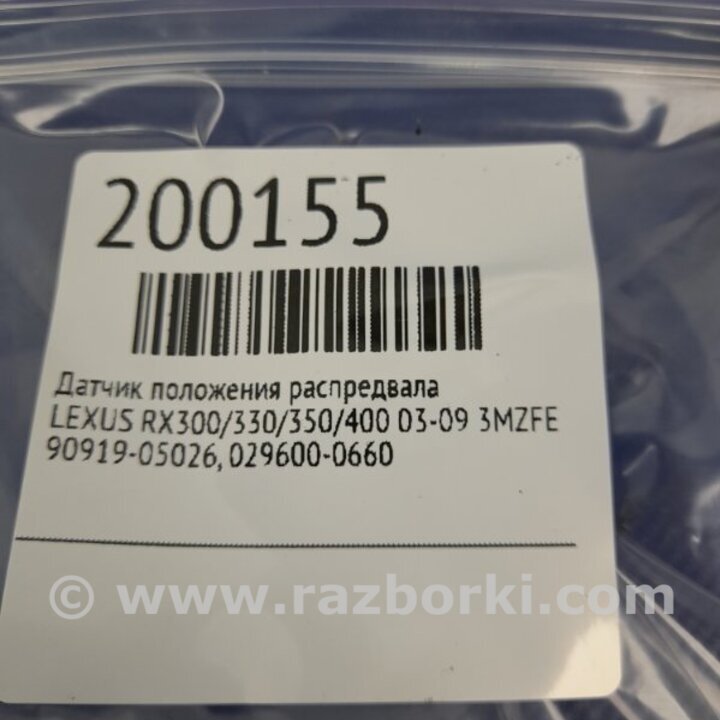 200155
Датчик положения распредвала
LEXUS RX300/330/350/400 03-09 3MZFE
90919-05026, 029600-0660
© www.razborki.com